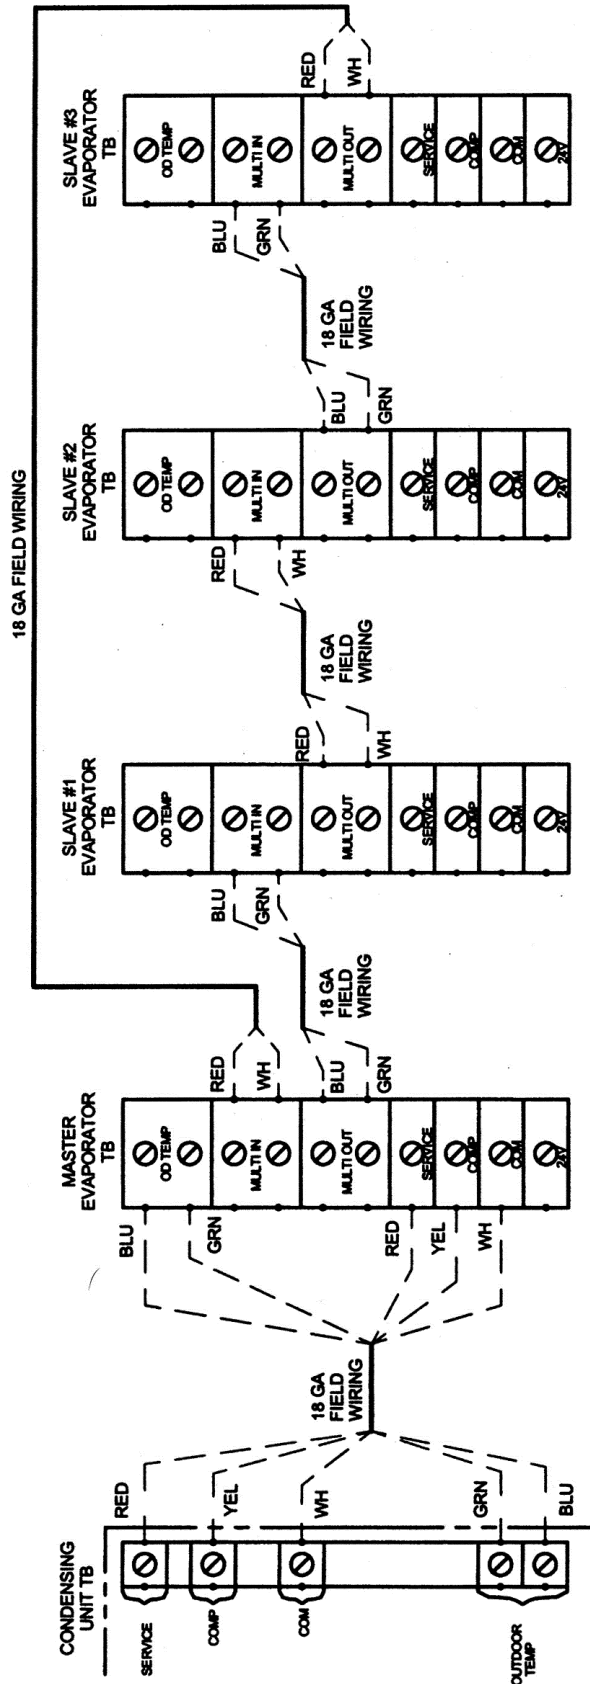 18 GA FIELD WIRING
CONDENSING
UNIT TB
SERVICE
COMP
COM
OUTDOOR
TEMP
RED
YEL
WH
GRN
BLU
18 GA
FIELD
WIRING
BLU
GRN
RED
YEL
WH
MASTER
EVAPORATOR
TB
OD TEMP
MULTI IN
MULTI OUT
SERVICE
COMP
COM
24V
RED
WH
BLU
GRN
18 GA
FIELD
WIRING
BLU
GRN
SLAVE #1
EVAPORATOR
TB
OD TEMP
MULTI IN
MULTI OUT
SERVICE
COMP
COM
24V
RED
WH
18 GA
FIELD
WIRING
RED
WH
SLAVE #2
EVAPORATOR
TB
OD TEMP
MULTI IN
MULTI OUT
SERVICE
COMP
COM
24V
BLU
GRN
18 GA
FIELD
WIRING
BLU
GRN
SLAVE #3
EVAPORATOR
TB
OD TEMP
MULTI IN
MULTI OUT
SERVICE
COMP
COM
24V
RED
WH